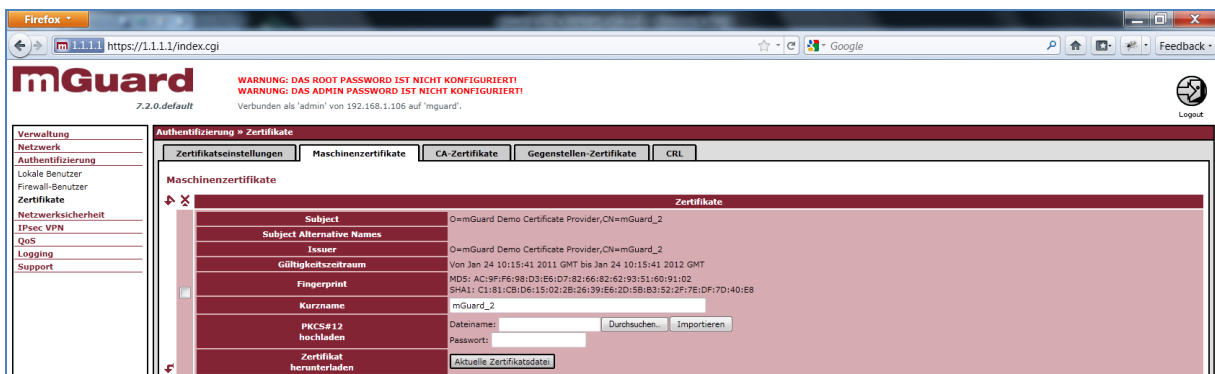 Firefox
1.1.1.1 https://1.1.1.1/index.cgi
Google
Feedback
mGuard
7.2.0.default
WARNUNG: DAS ROOT PASSWORD IST NICHT KONFIGURIERT!
WARNUNG: DAS ADMIN PASSWORD IST NICHT KONFIGURIERT!
Verbunden als 'admin' von 192.168.1.106 auf 'mguard'.
Logout
Verwaltung
Netzwerk
Authentifizierung
Lokale Benutzer
Firewall-Benutzer
Zertifikate
Netzwerksicherheit
IPsec VPN
QoS
Logging
Support
Authentifizierung » Zertifikate
Zertifikatseinstellungen Maschinenzertifikate CA-Zertifikate Gegenstellen-Zertifikate CRL
Maschinenzertifikate
Zertifikate
Subject O=mGuard Demo Certificate Provider,CN=mGuard_2
Subject Alternative Names
Issuer O=mGuard Demo Certificate Provider,CN=mGuard_2
Gültigkeitszeitraum Von Jan 24 10:15:41 2011 GMT bis Jan 24 10:15:41 2012 GMT
Fingerprint MD5: AC:9F:F6:98:D3:E6:D7:82:66:82:62:93:51:60:91:02
SHA1: C1:81:CB:D6:15:02:2B:26:39:E6:2D:5B:B3:52:2F:7E:DF:7D:40:E8
Kurzname mGuard_2
PKCS#12
hochladen
Dateiname: Durchsuchen.. Importieren
Passwort:
Zertifikat
herunterladen
Aktuelle Zertifikatsdatei